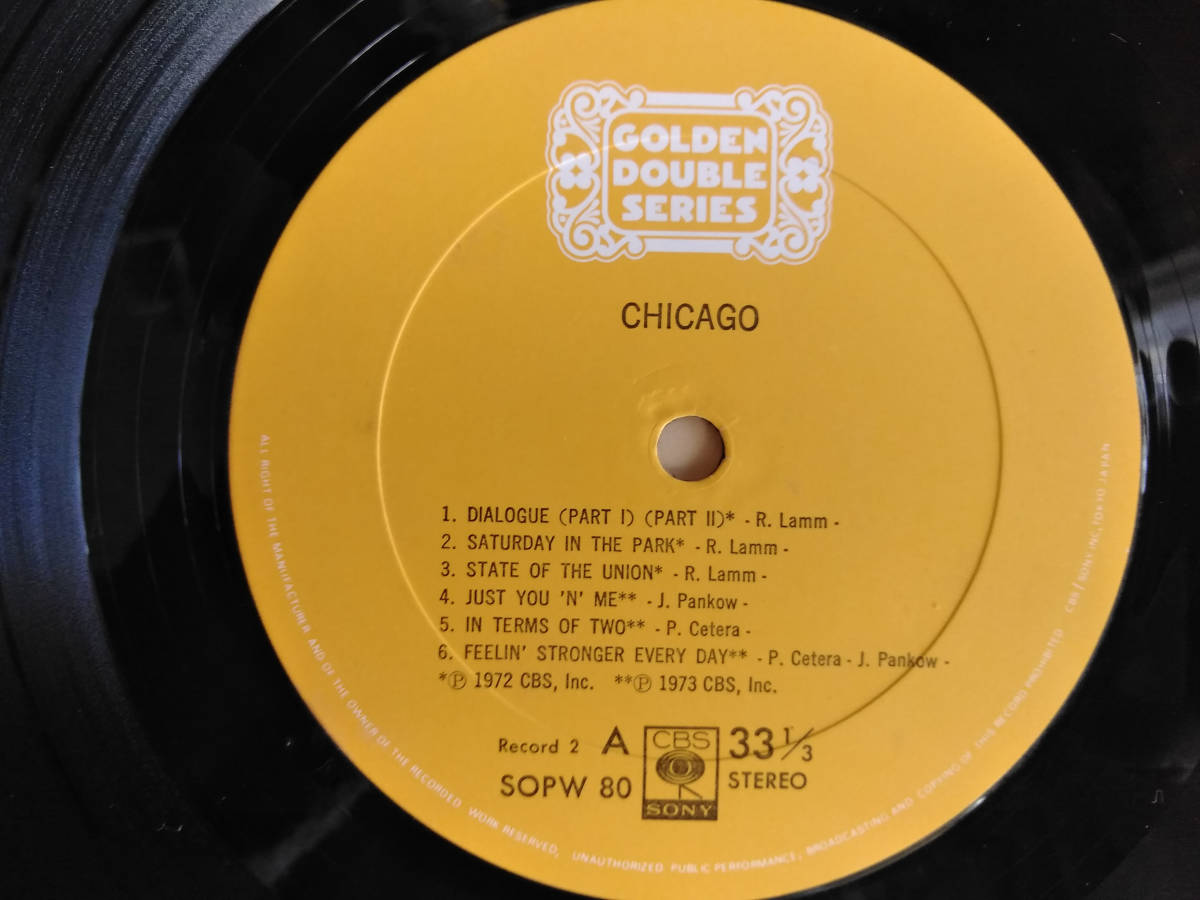 GOLDEN
DOUBLE
SERIES
CHICAGO
1. DIALOGUE (PART I) (PART II)* - R. Lamm -
2. SATURDAY IN THE PARK* - R. Lamm -
3. STATE OF THE UNION* - R. Lamm -
4. JUST YOU 'N' ME** - J. Pankow -
5. IN TERMS OF TWO** - P. Cetera -
6. FEELIN' STRONGER EVERY DAY** - P. Cetera - J. Pankow -
*Ⓟ 1972 CBS, Inc. **Ⓟ 1973 CBS, Inc.
Record 2 A
SOPW 80
CBS
SONY
33 1/3
STEREO
ALL RIGHT OF THE MANUFACTURER AND OF THE OWNER OF THE RECORDED WORK RESERVED, UNAUTHORIZED PUBLIC PERFORMANCE, BROADCASTING AND COPYING OF THIS RECORD PROHIBITED CBS/SONY INC, TOKYO JAPAN